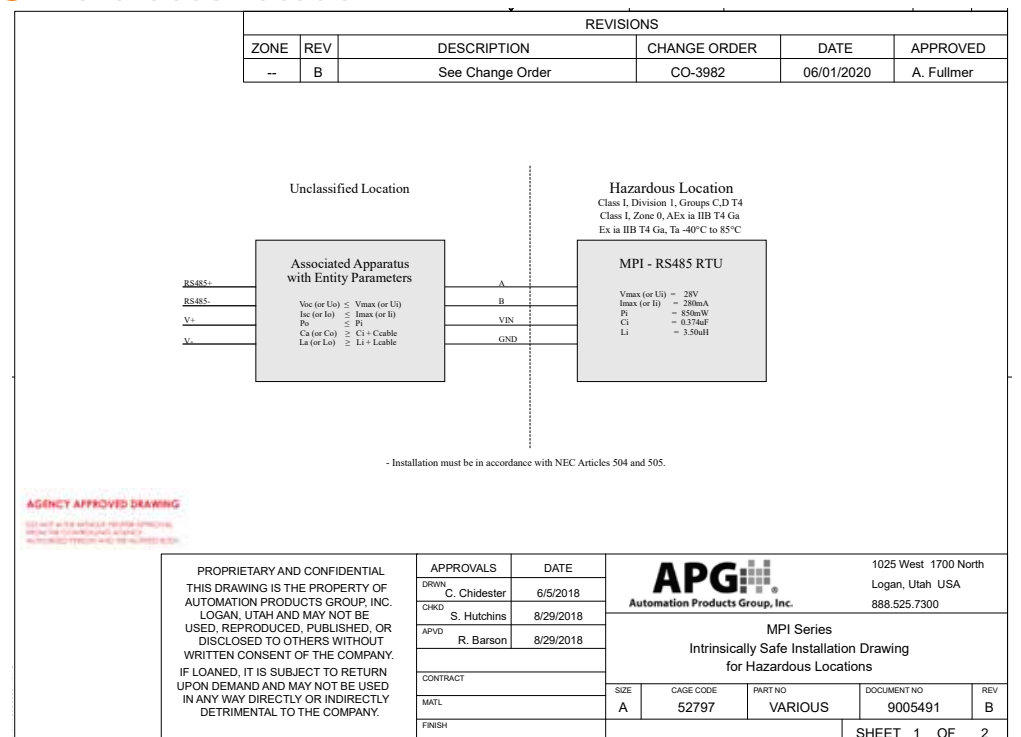 REVISIONS
ZONE REV DESCRIPTION CHANGE ORDER DATE APPROVED
-- B See Change Order CO-3982 06/01/2020 A. Fullmer
Unclassified Location
Hazardous Location
Class I, Division 1, Groups C,D T4
Class I, Zone 0, AEx ia IIB T4 Ga
Ex ia IIB T4 Ga, Ta -40°C to 85°C
Associated Apparatus
with Entity Parameters
Voc (or Uo) ≤ Vmax (or Ui)
Isc (or Io) ≤ Imax (or Ii)
Po ≤ Pi
Ca (or Co) ≥ Ci + Ccable
La (or Lo) ≥ Li + Lcable
RS485+
RS485-
V+
V-
A
B
VIN
GND
MPI - RS485 RTU
Vmax (or Ui) = 28V
Imax (or Ii) = 280mA
Pi = 850mW
Ci = 0.374uF
Li = 3.50uH
- Installation must be in accordance with NEC Articles 504 and 505.
AGENCY APPROVED DRAWING
PROPRIETARY AND CONFIDENTIAL
THIS DRAWING IS THE PROPERTY OF
AUTOMATION PRODUCTS GROUP, INC.
LOGAN, UTAH AND MAY NOT BE
USED, REPRODUCED, PUBLISHED, OR
DISCLOSED TO OTHERS WITHOUT
WRITTEN CONSENT OF THE COMPANY.
IF LOANED, IT IS SUBJECT TO RETURN
UPON DEMAND AND MAY NOT BE USED
IN ANY WAY DIRECTLY OR INDIRECTLY
DETRIMENTAL TO THE COMPANY.
APPROVALS DATE
DRWN C. Chidester 6/5/2018
CHKD S. Hutchins 8/29/2018
APVD R. Barson 8/29/2018
CONTRACT
MATL
FINISH
APG
Automation Products Group, Inc.
1025 West 1700 North
Logan, Utah USA
888.525.7300
MPI Series
Intrinsically Safe Installation Drawing
for Hazardous Locations
SIZE CAGE CODE PART NO DOCUMENT NO REV
A 52797 VARIOUS 9005491 B
SHEET 1 OF 2